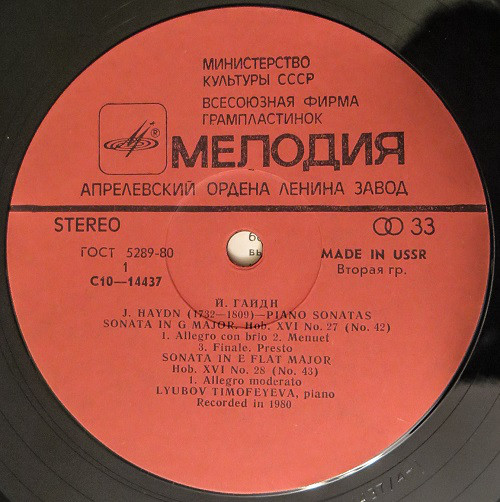 МИНИСТЕРСТВО
КУЛЬТУРЫ СССР
ВСЕСОЮЗНАЯ ФИРМА
ГРАМПЛАСТИНОК
МЕЛОДИЯ
АПРЕЛЕВСКИЙ ОРДЕНА ЛЕНИНА ЗАВОД
STEREO
33
ГОСТ 5289-80
MADE IN USSR
1
Вторая гр.
С10—14437
Й. ГАЙДН
J. HAYDN (1732—1809)—PIANO SONATAS
SONATA IN G MAJOR, Hob. XVI No. 27 (No. 42)
1. Allegro con brio 2. Menuet
3. Finale. Presto
SONATA IN E FLAT MAJOR
Hob. XVI No. 28 (No. 43)
1. Allegro moderato
LYUBOV TIMOFEYEVA, piano
Recorded in 1980